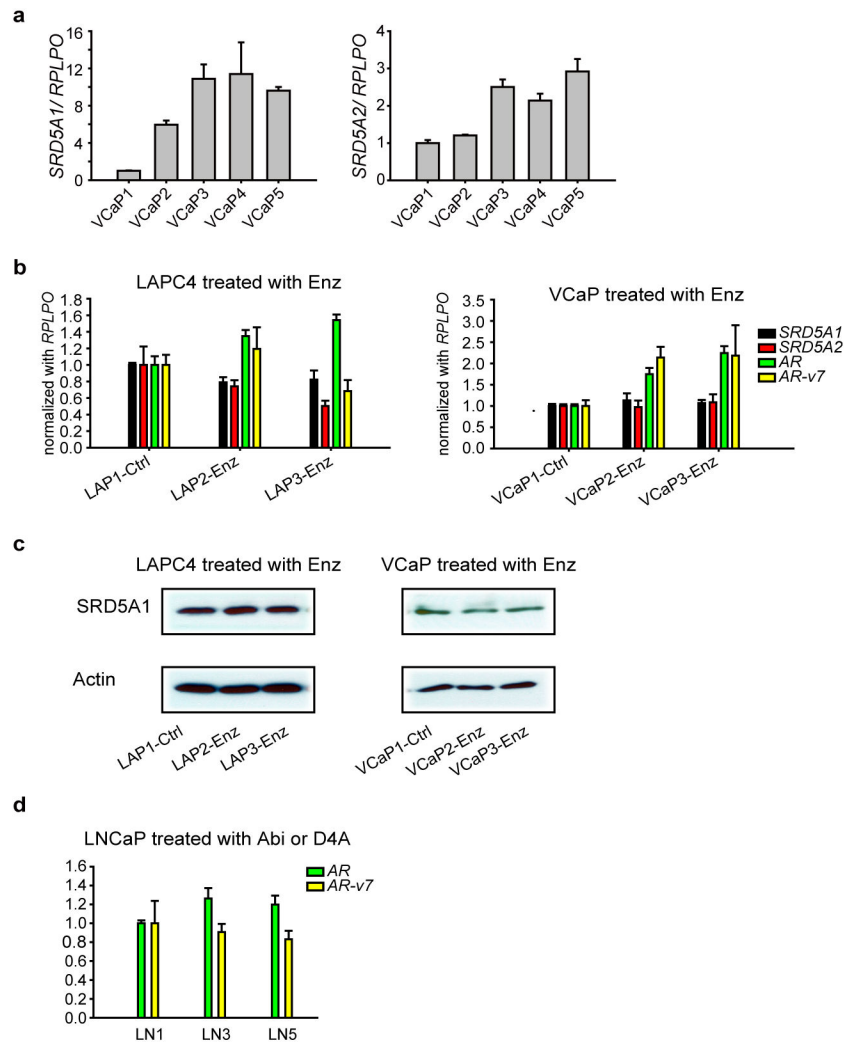 a
SRD5A1/ RPLPO
16
12
8
4
0
VCaP1
VCaP2
VCaP3
VCaP4
VCaP5
SRD5A2/ RPLPO
4
3
2
1
0
VCaP1
VCaP2
VCaP3
VCaP4
VCaP5
b
LAPC4 treated with Enz
normalized with RPLPO
1.8
1.6
1.4
1.2
1.0
0.8
0.6
0.4
0.2
0.0
LAP1-Ctrl
LAP2-Enz
LAP3-Enz
VCaP treated with Enz
normalized with RPLPO
3.5
3.0
2.5
2.0
1.5
1.0
0.5
0.0
VCaP1-Ctrl
VCaP2-Enz
VCaP3-Enz
SRD5A1
SRD5A2
AR
AR-v7
c
LAPC4 treated with Enz
VCaP treated with Enz
SRD5A1
Actin
LAP1-Ctrl
LAP2-Enz
LAP3-Enz
VCaP1-Ctrl
VCaP2-Enz
VCaP3-Enz
d
LNCaP treated with Abi or D4A
1.6
1.4
1.2
1.0
0.8
0.6
0.4
0.2
0.0
LN1
LN3
LN5
AR
AR-v7